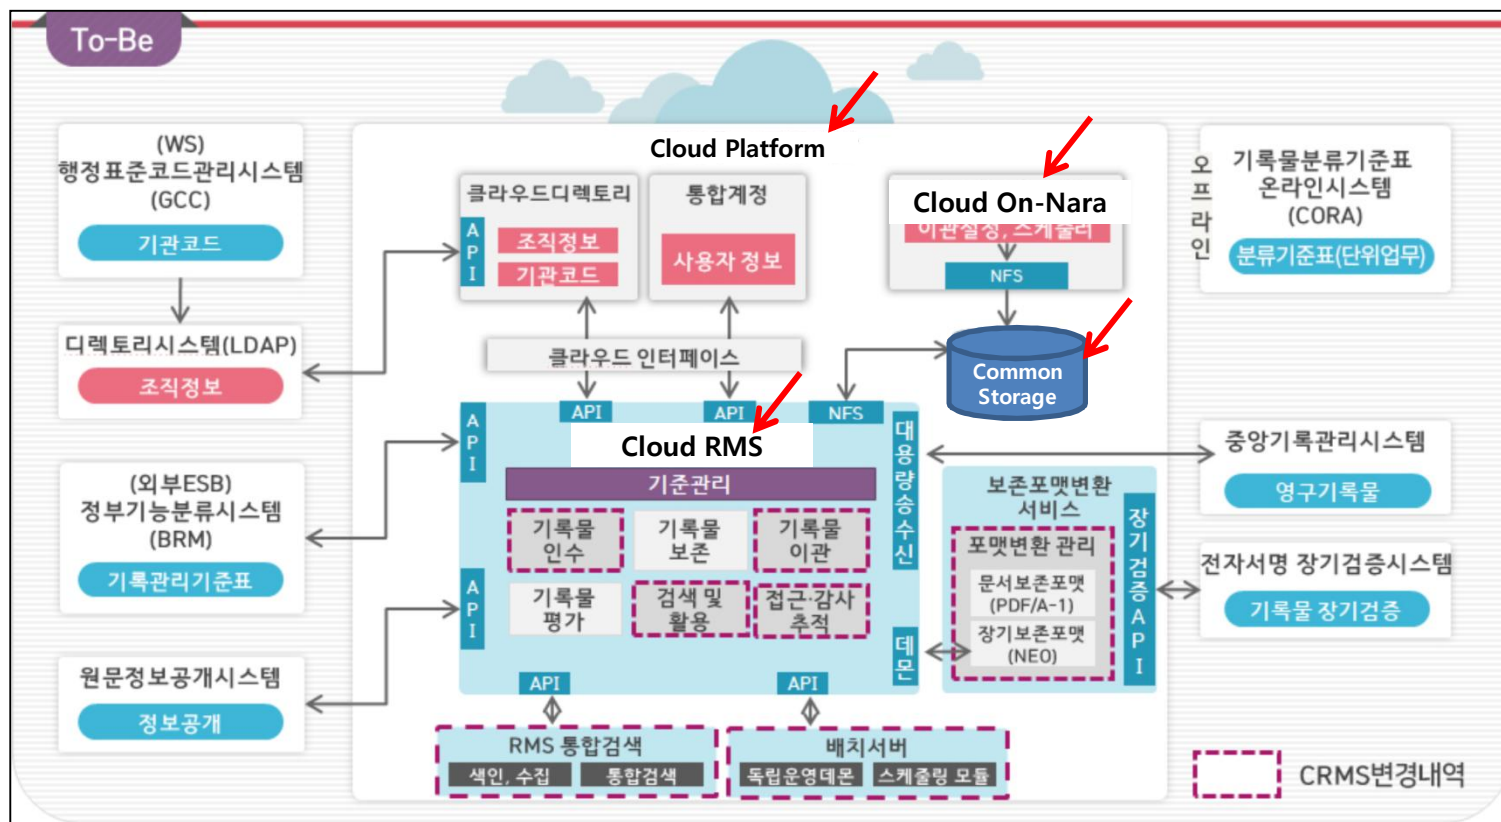 To-Be
(WS)
행정표준코드관리시스템
(GCC)
기관코드
디렉토리시스템(LDAP)
조직정보
(외부ESB)
정부기능분류시스템
(BRM)
기록관리기준표
원문정보공개시스템
정보공개
Cloud Platform
클라우드디렉토리
API
조직정보
기관코드
통합계정
사용자 정보
Cloud On-Nara
이관설정, 스케줄러
NFS
Common
Storage
클라우드 인터페이스
API
API
NFS
API
API
Cloud RMS
기준관리
기록물
인수
기록물
보존
기록물
이관
기록물
평가
검색 및
활용
접근·감사
추적
대용량송수신
데몬
API
API
보존포맷변환
서비스
포맷변환 관리
문서보존포맷
(PDF/A-1)
장기보존포맷
(NEO)
장기검증API
RMS 통합검색
색인, 수집
통합검색
배치서버
독립운영데몬
스케줄링 모듈
오프라인
기록물분류기준표
온라인시스템
(CORA)
분류기준표(단위업무)
중앙기록관리시스템
영구기록물
전자서명 장기검증시스템
기록물 장기검증
CRMS변경내역